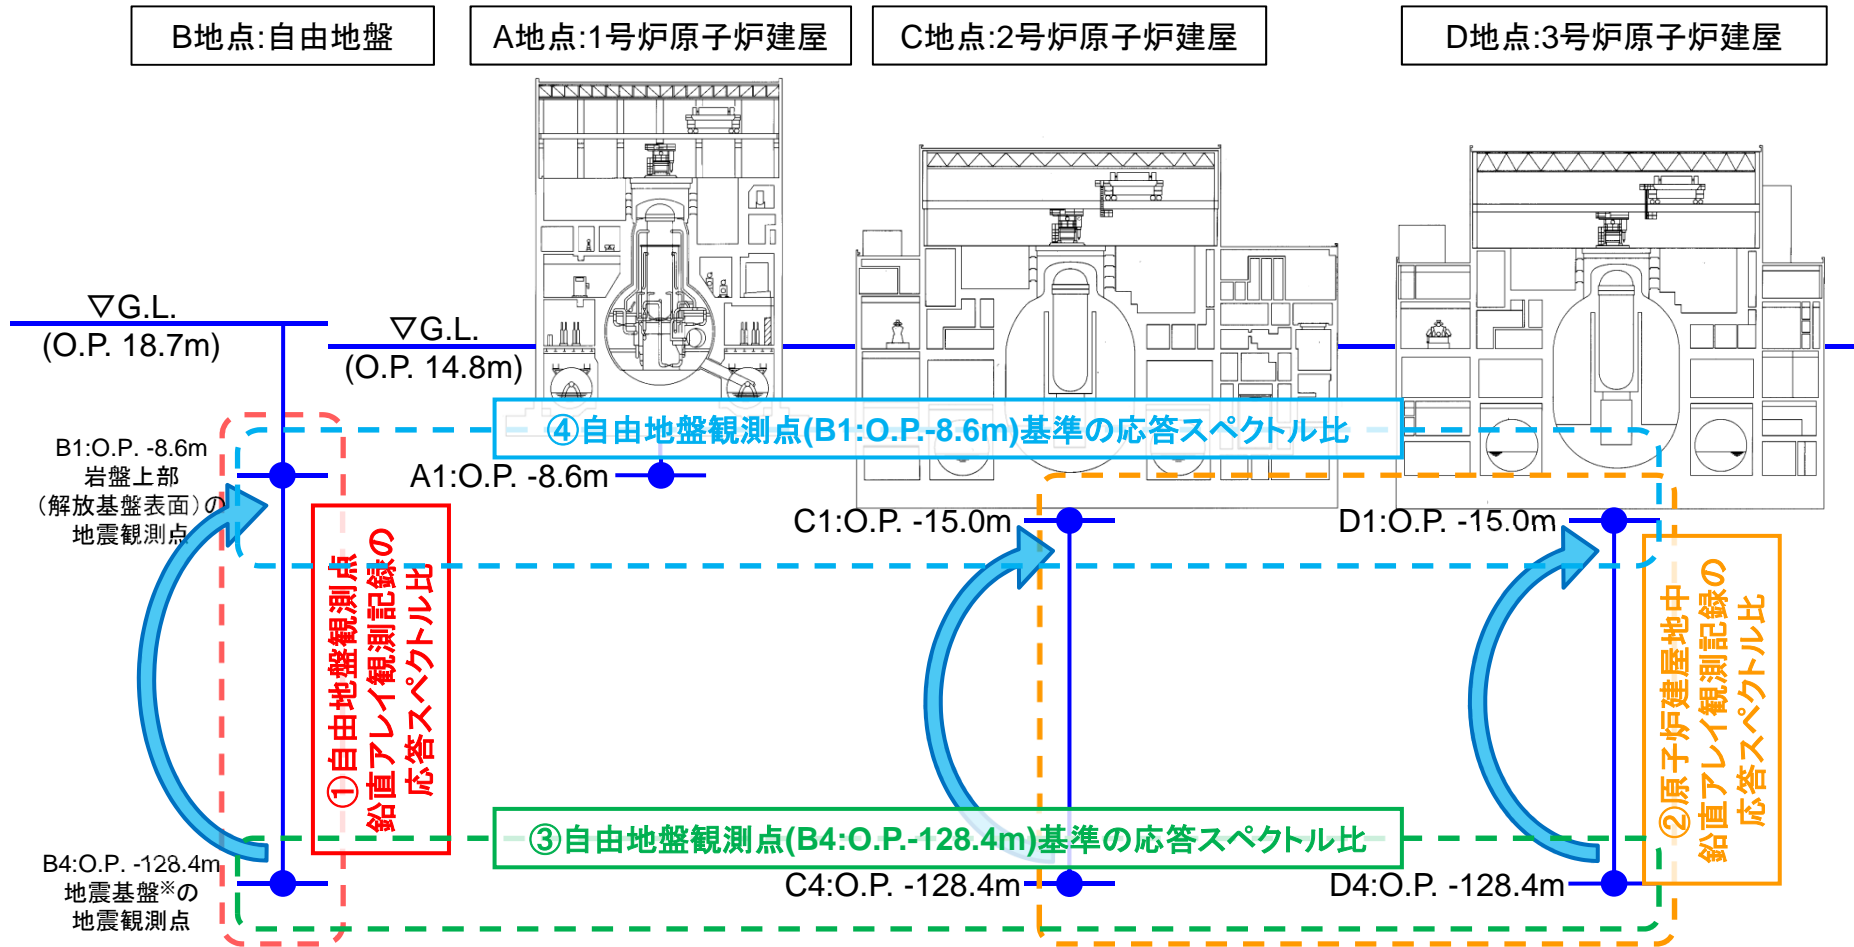 B地点:自由地盤
A地点:1号炉原子炉建屋
C地点:2号炉原子炉建屋
D地点:3号炉原子炉建屋
▽G.L.
(O.P. 18.7m)
▽G.L.
(O.P. 14.8m)
④自由地盤観測点(B1:O.P.-8.6m)基準の応答スペクトル比
B1:O.P. -8.6m
岩盤上部
(解放基盤表面)の
地震観測点
A1:O.P. -8.6m
C1:O.P. -15.0m
D1:O.P. -15.0m
①自由地盤観測点
鉛直アレイ観測記録の
応答スペクトル比
②原子炉建屋地中
鉛直アレイ観測記録の
応答スペクトル比
③自由地盤観測点(B4:O.P.-128.4m)基準の応答スペクトル比
B4:O.P. -128.4m
地震基盤※の
地震観測点
C4:O.P. -128.4m
D4:O.P. -128.4m